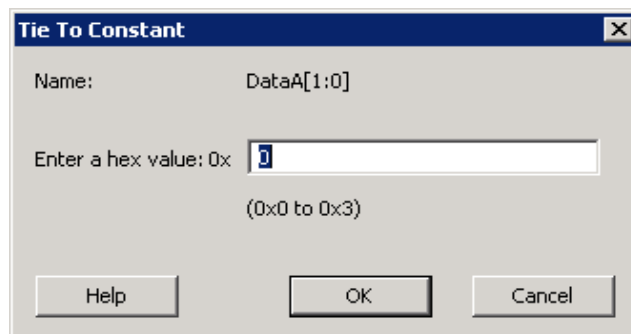 Tie To Constant
Name: DataA[1:0]
Enter a hex value: 0x 0
(0x0 to 0x3)
Help OK Cancel